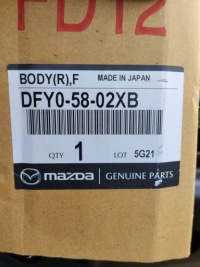 FD12
BODY(R),F MADE IN JAPAN
DFY0-58-02XB
QTY 1 LOT 5G21
mazda GENUINE PARTS